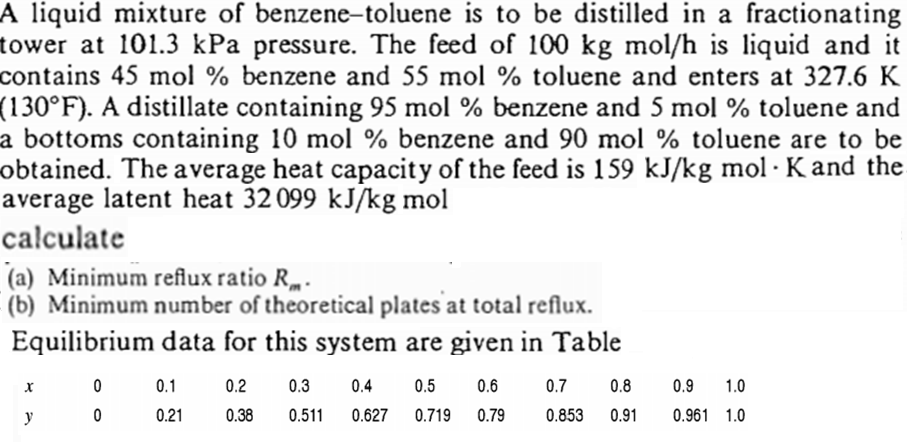 A liquid mixture of benzene–toluene is to be distilled in a fractionating
tower at 101.3 kPa pressure. The feed of 100 kg mol/h is liquid and it
contains 45 mol % benzene and 55 mol % toluene and enters at 327.6 K
(130°F). A distillate containing 95 mol % benzene and 5 mol % toluene and
a bottoms containing 10 mol % benzene and 90 mol % toluene are to be
obtained. The average heat capacity of the feed is 159 kJ/kg mol · K and the
average latent heat 32 099 kJ/kg mol
calculate
(a) Minimum reflux ratio Rₘ.
(b) Minimum number of theoretical plates at total reflux.
Equilibrium data for this system are given in Table
x 0 0.1 0.2 0.3 0.4 0.5 0.6 0.7 0.8 0.9 1.0
y 0 0.21 0.38 0.511 0.627 0.719 0.79 0.853 0.91 0.961 1.0